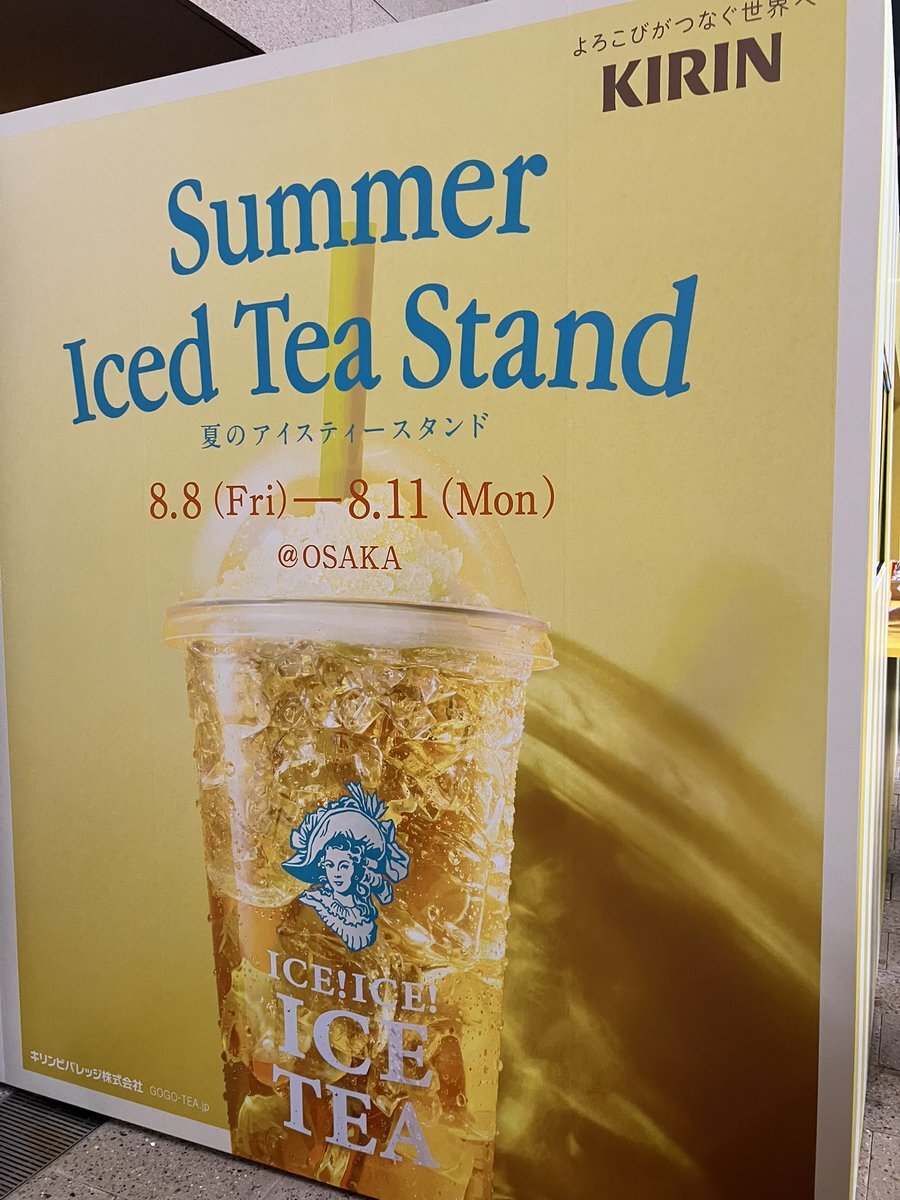 よろこびがつなぐ世界へ
KIRIN
Summer
Iced Tea Stand
夏のアイスティースタンド
8.8 (Fri)—8.11 (Mon)
@OSAKA
ICE!ICE!
ICE
TEA
キリンビバレッジ株式会社 GOGO-TEA.jp